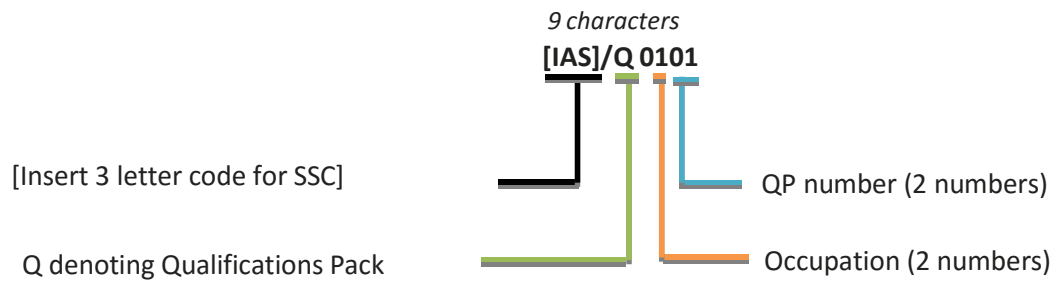 9 characters
[IAS]/Q 0101
[Insert 3 letter code for SSC]
QP number (2 numbers)
Q denoting Qualifications Pack
Occupation (2 numbers)